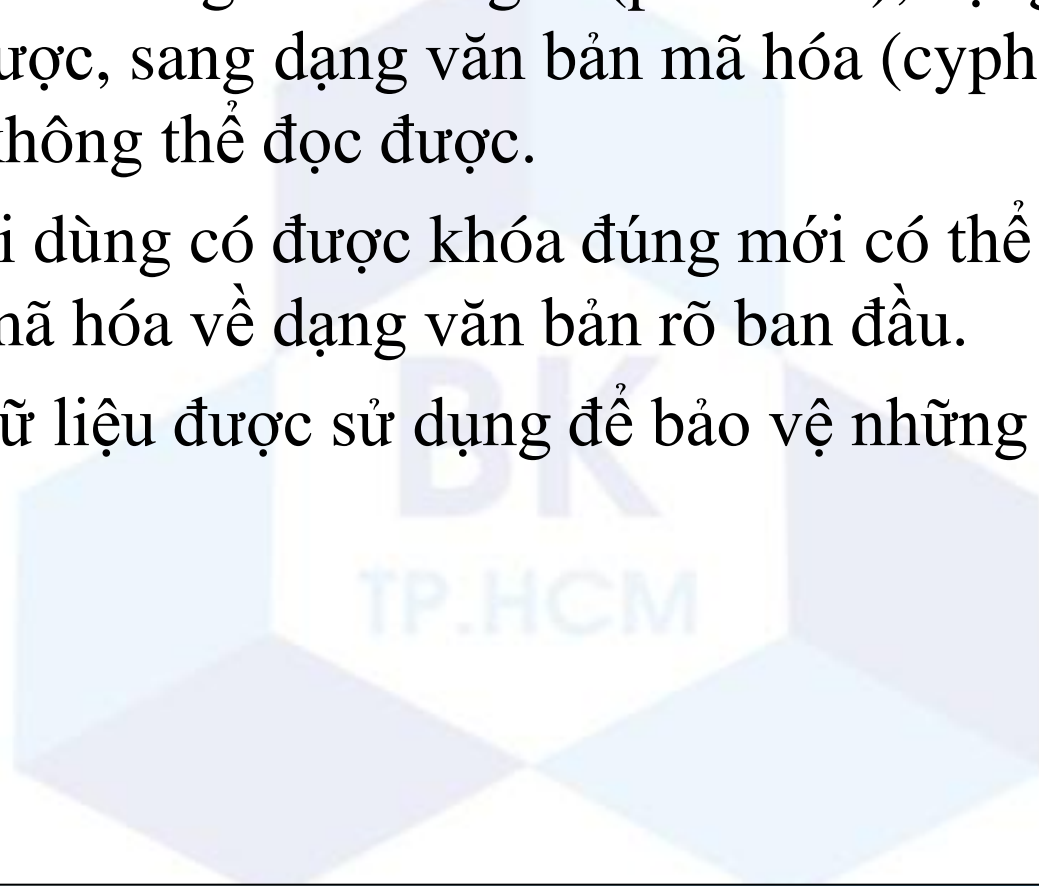 ược, sang dạng văn bản mã hóa (cyph
hông thể đọc được.
i dùng có được khóa đúng mới có thể
mã hóa về dạng văn bản rõ ban đầu.
ữ liệu được sử dụng để bảo vệ những
BK
TP.HCM